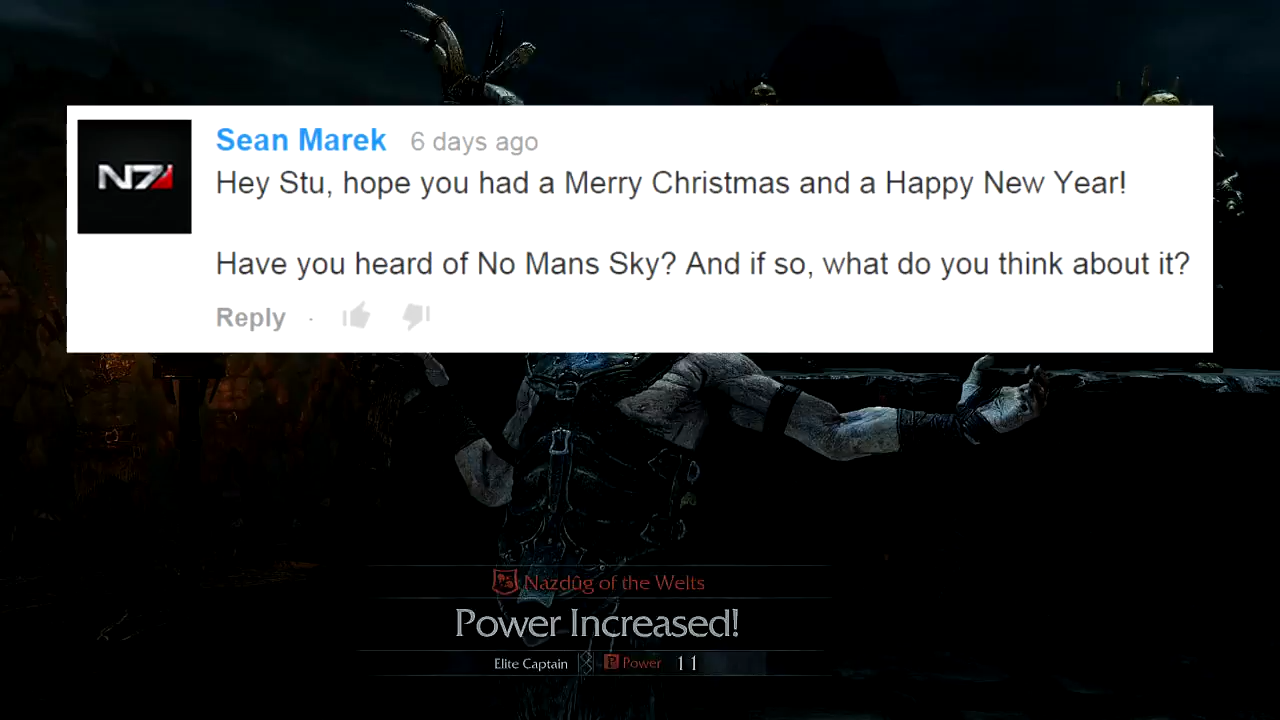 N7
Sean Marek 6 days ago
Hey Stu, hope you had a Merry Christmas and a Happy New Year!
Have you heard of No Mans Sky? And if so, what do you think about it?
Reply ·
Nazdûg of the Welts
Power Increased!
Elite Captain P Power 11